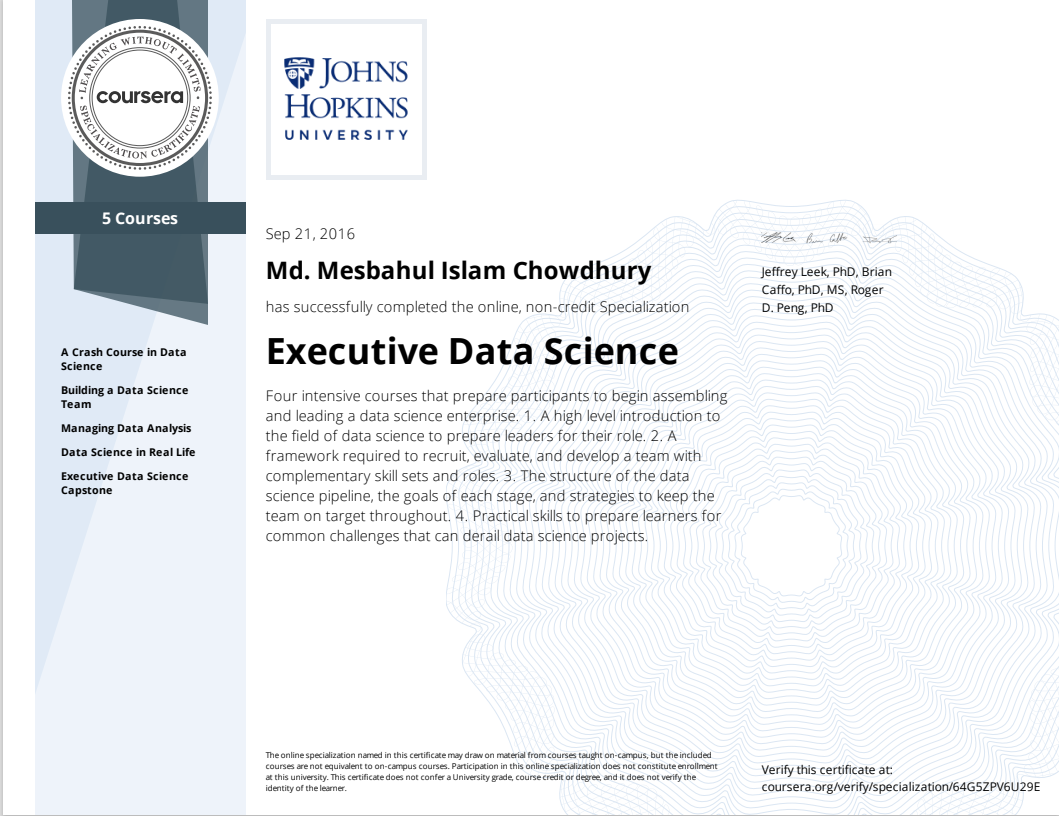 LEARNING WITHOUT LIMITS
coursera
SPECIALIZATION CERTIFICATE
5 Courses
A Crash Course in Data
Science
Building a Data Science
Team
Managing Data Analysis
Data Science in Real Life
Executive Data Science
Capstone
JOHNS
HOPKINS
UNIVERSITY
Sep 21, 2016
Md. Mesbahul Islam Chowdhury
has successfully completed the online, non-credit Specialization
Executive Data Science
Four intensive courses that prepare participants to begin assembling
and leading a data science enterprise. 1. A high level introduction to
the field of data science to prepare leaders for their role. 2. A
framework required to recruit, evaluate, and develop a team with
complementary skill sets and roles. 3. The structure of the data
science pipeline, the goals of each stage, and strategies to keep the
team on target throughout. 4. Practical skills to prepare learners for
common challenges that can derail data science projects.
Jeffrey Leek, PhD, Brian
Caffo, PhD, MS, Roger
D. Peng, PhD
The online specialization named in this certificate may draw on material from courses taught on-campus, but the included
courses are not equivalent to on-campus courses. Participation in this online specialization does not constitute enrollment
at this university. This certificate does not confer a University grade, course credit or degree, and it does not verify the
identity of the learner.
Verify this certificate at:
coursera.org/verify/specialization/64G5ZPV6U29E